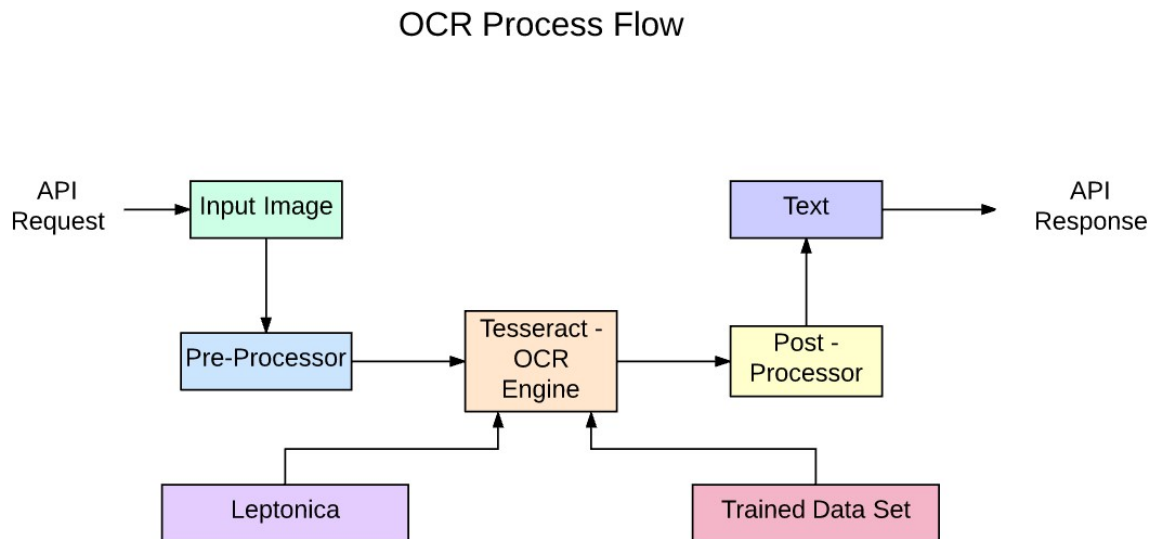 OCR Process Flow
API
Request
Input Image
Text
API
Response
Pre-Processor
Tesseract -
OCR
Engine
Post -
Processor
Leptonica
Trained Data Set